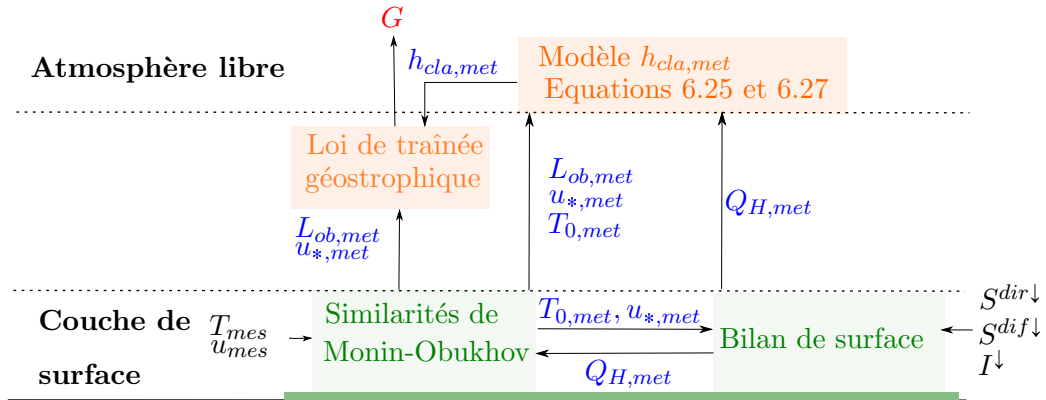 G
Atmosphère libre
h_{cla,met}
Modèle h_{cla,met}
Equations 6.25 et 6.27
Loi de traînée
géostrophique
L_{ob,met}
u_{*,met}
T_{0,met}
Q_{H,met}
L_{ob,met}
u_{*,met}
Couche de
surface
T_{mes}
u_{mes}
Similarités de
Monin-Obukhov
T_{0,met}, u_{*,met}
Q_{H,met}
Bilan de surface
S^{dir↓}
S^{dif↓}
I^{↓}